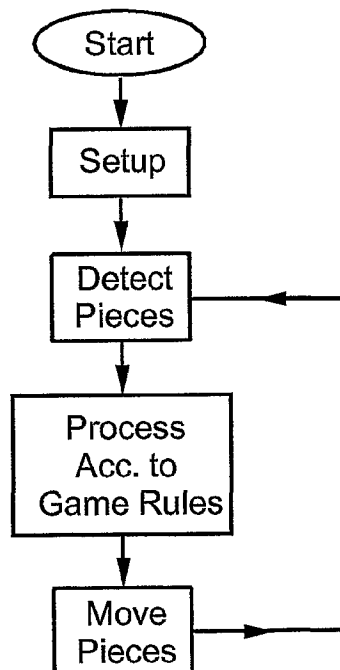 Start
Setup
Detect
Pieces
Process
Acc. to
Game Rules
Move
Pieces